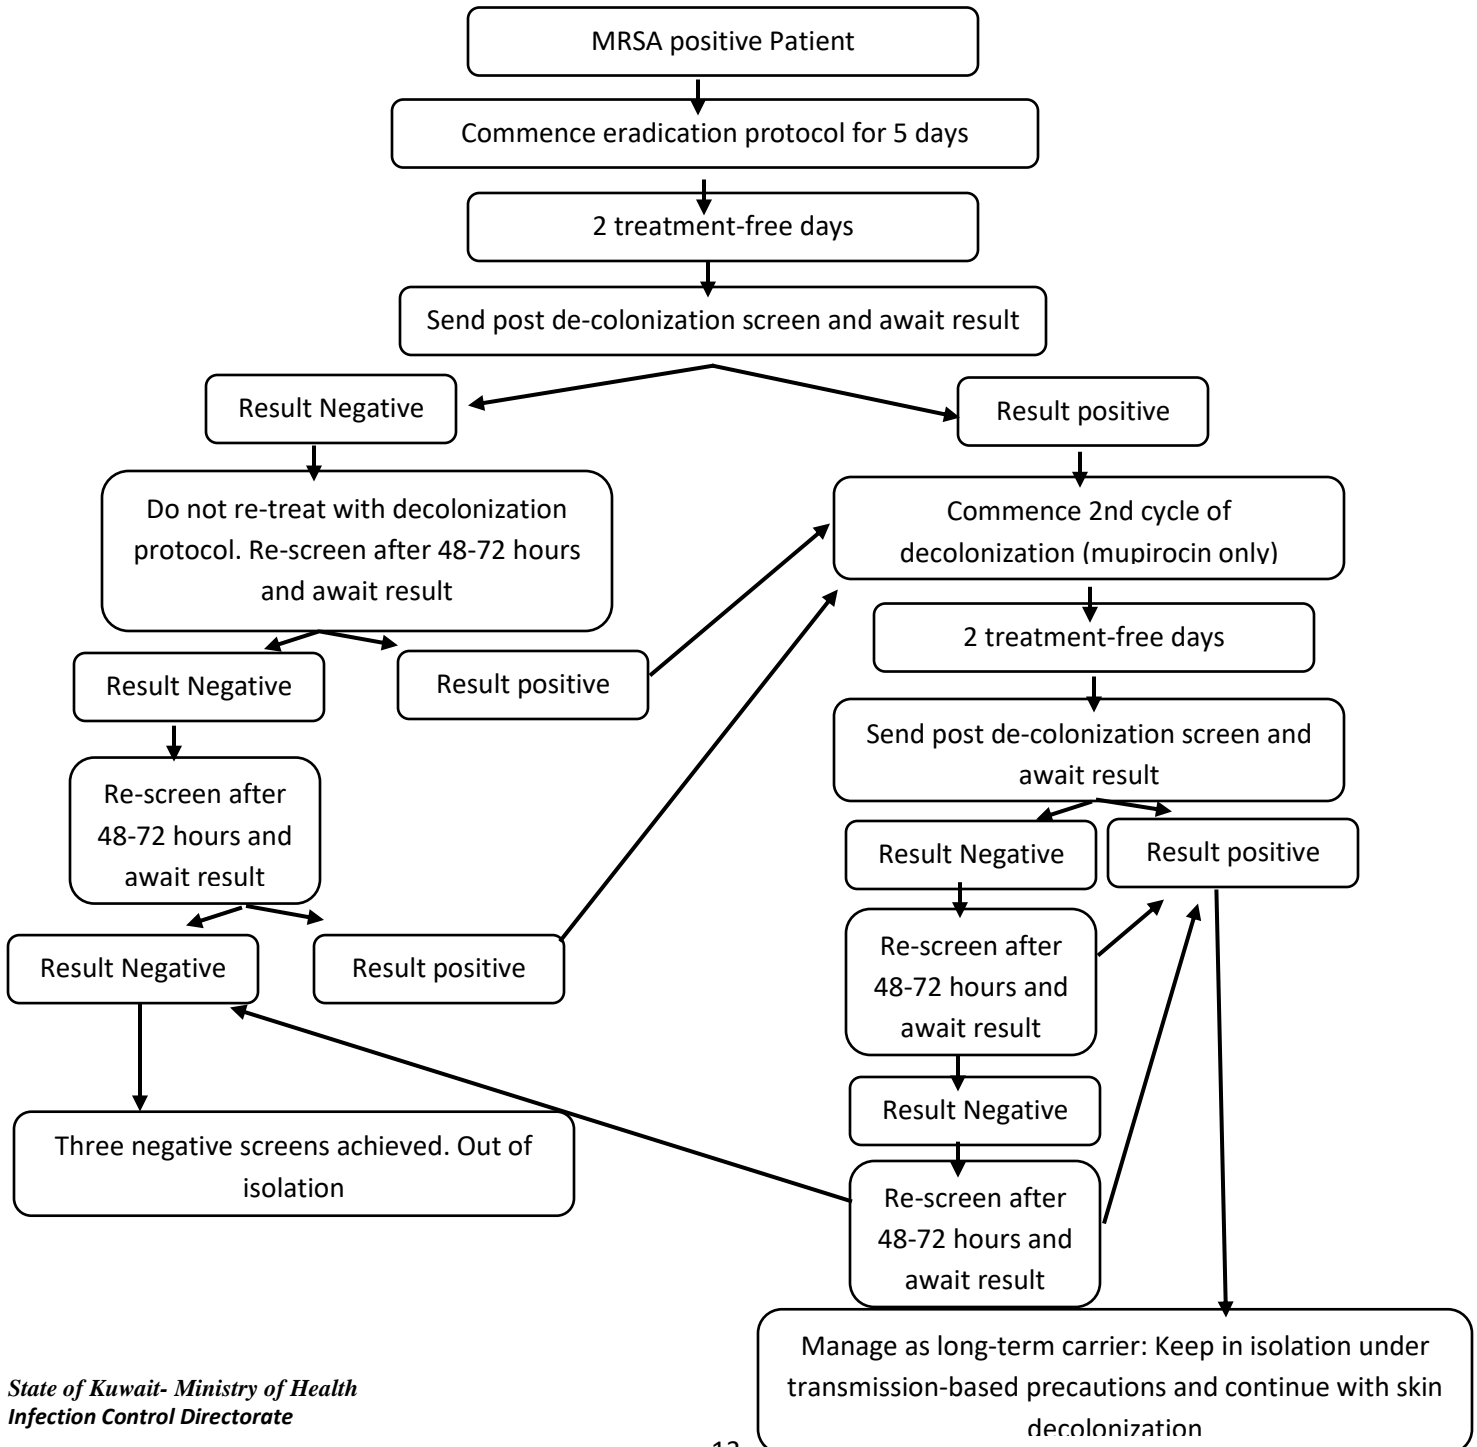 MRSA positive Patient
Commence eradication protocol for 5 days
2 treatment-free days
Send post de-colonization screen and await result
Result Negative
Result positive
Do not re-treat with decolonization
protocol. Re-screen after 48-72 hours
and await result
Commence 2nd cycle of
decolonization (mupirocin only)
2 treatment-free days
Result Negative
Result positive
Send post de-colonization screen and
await result
Re-screen after
48-72 hours and
await result
Result Negative
Result positive
Result Negative
Result positive
Re-screen after
48-72 hours and
await result
Result Negative
Three negative screens achieved. Out of
isolation
Re-screen after
48-72 hours and
await result
Manage as long-term carrier: Keep in isolation under
transmission-based precautions and continue with skin
decolonization
State of Kuwait- Ministry of Health
Infection Control Directorate